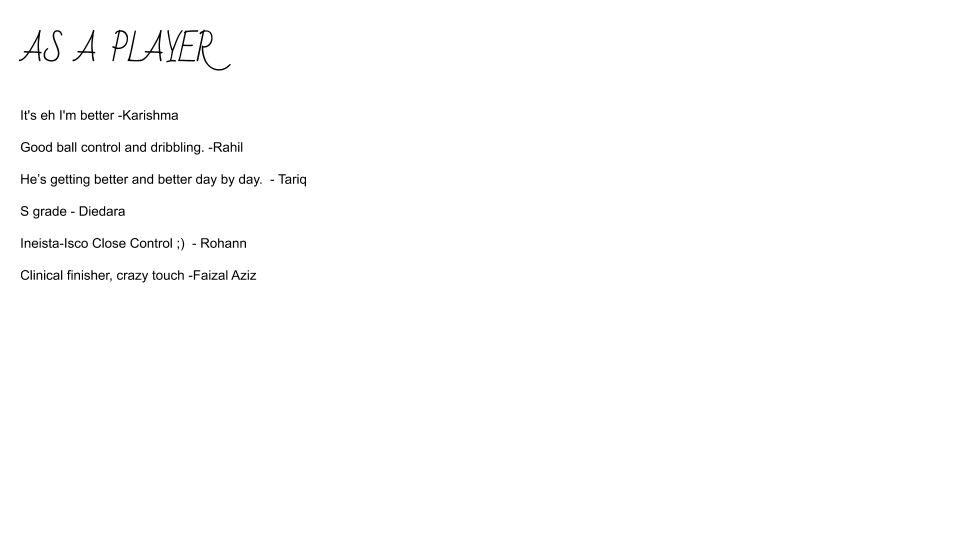 AS A PLAYER
It's eh I'm better -Karishma
Good ball control and dribbling. -Rahil
He’s getting better and better day by day.  - Tariq
S grade - Diedara
Ineista-Isco Close Control ;)  - Rohann
Clinical finisher, crazy touch -Faizal Aziz